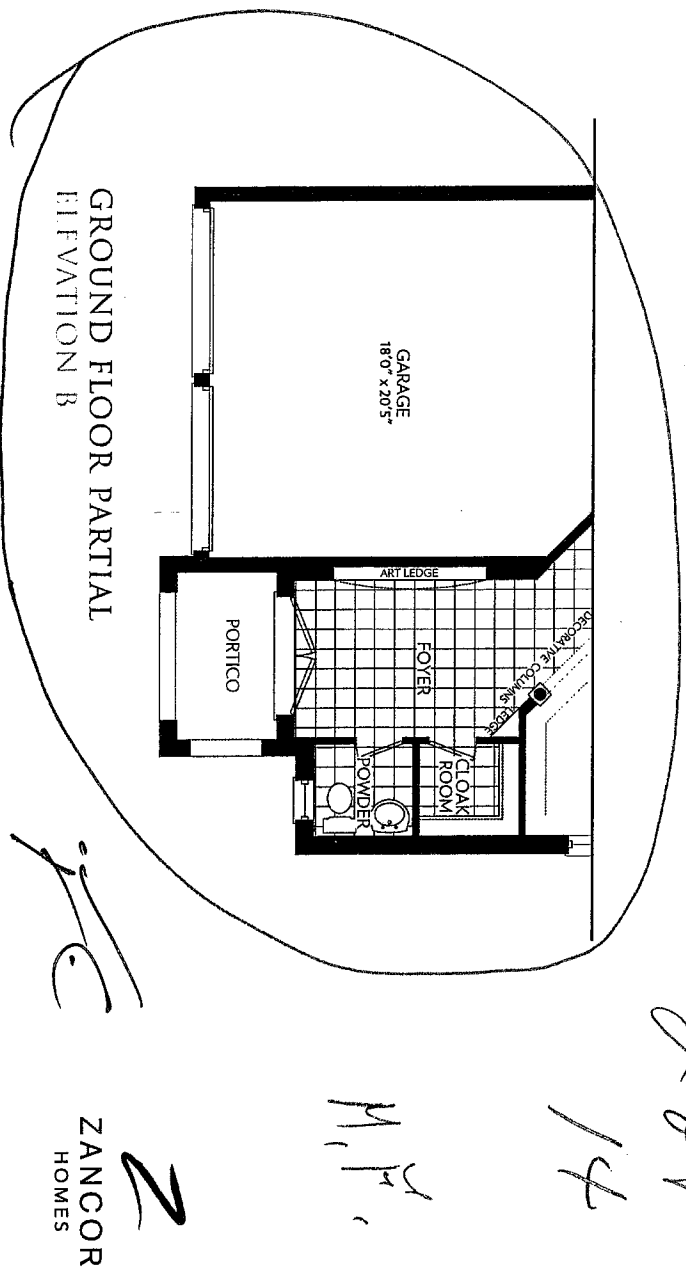 GARAGE
18'0" x 20'5"
ART LEDGE
FOYER
DECORATIVE COLUMNS
LEDGE
CLOAK
ROOM
POWDER
PORTICO
GROUND FLOOR PARTIAL
ELEVATION B
14
M.M.
ZANCOR
HOMES